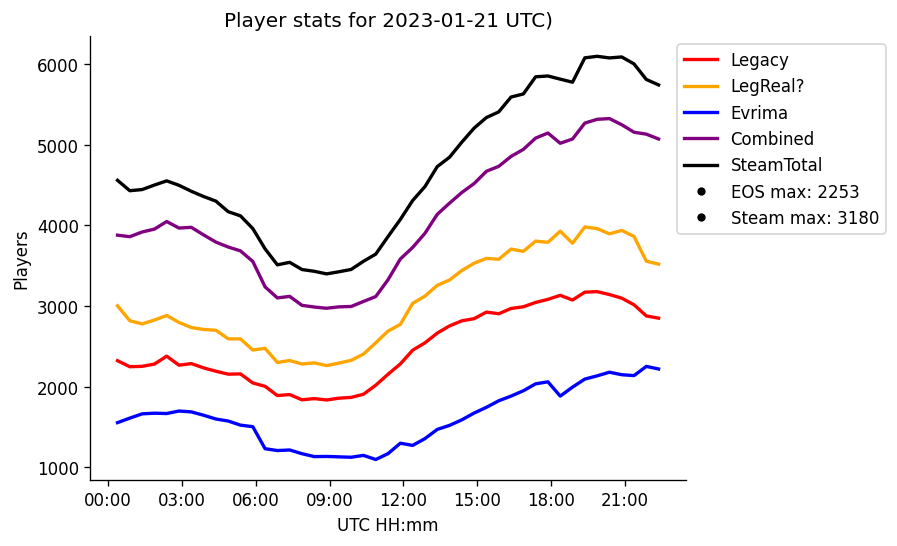 Player stats for 2023-01-21 UTC)
Players
6000
5000
4000
3000
2000
1000
00:00 03:00 06:00 09:00 12:00 15:00 18:00 21:00
UTC HH:mm
Legacy
LegReal?
Evrima
Combined
SteamTotal
EOS max: 2253
Steam max: 3180